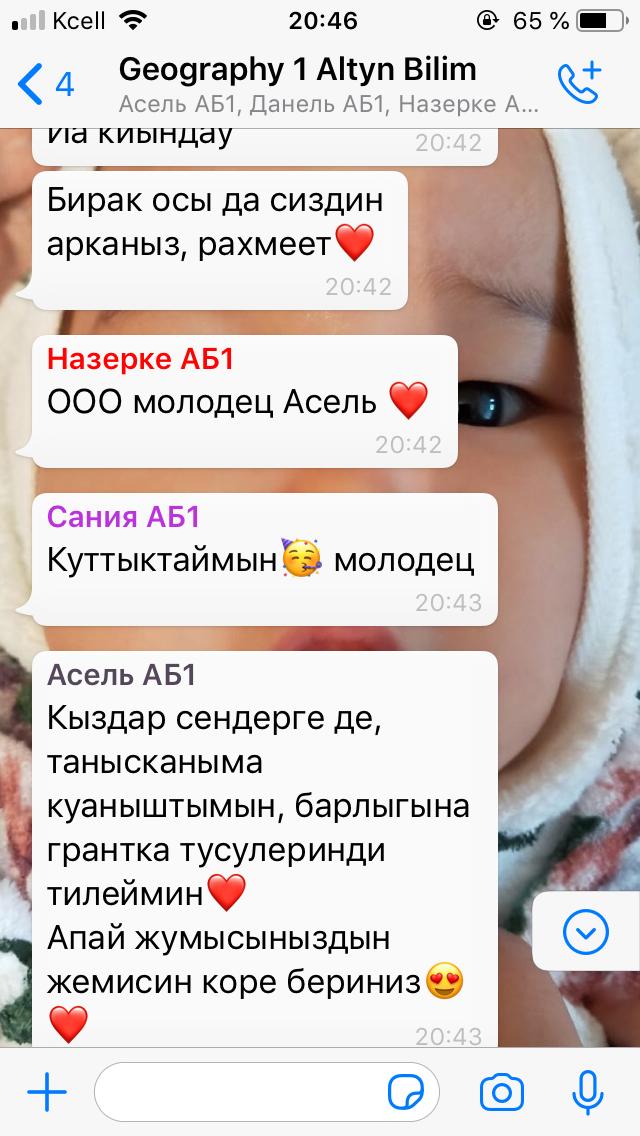 Kcell 20:46 65 %
4 Geography 1 Altyn Bilim
Асель АБ1, Данель АБ1, Назерке А...
Иа киындау
20:42
Бирак осы да сиздин
арканыз, рахмеет❤️
20:42
Назерке АБ1
ООО молодец Асель ❤️
20:42
Сания АБ1
Куттыктаймын🥳 молодец
20:43
Асель АБ1
Кыздар сендерге де,
танысканыма
куаныштымын, барлыгына
грантка тусулеринди
тилеймин❤️
Апай жумысыныздын
жемисин коре бериниз😍
❤️
20:43